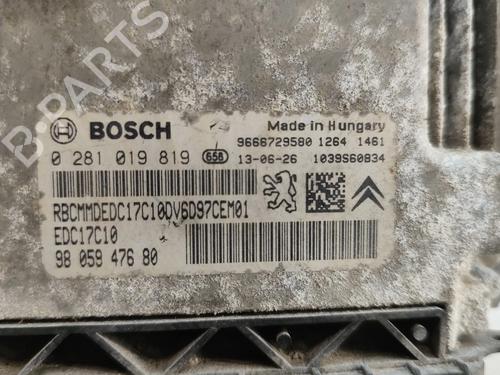 B-PARTS
BOSCH
Made in Hungary
9666729580 1264 1461
0 281 019 819 656 13-06-26 1039S60834
RBCMMDEDC17C10DV6D97CEM01
EDC17C10
98 059 476 80